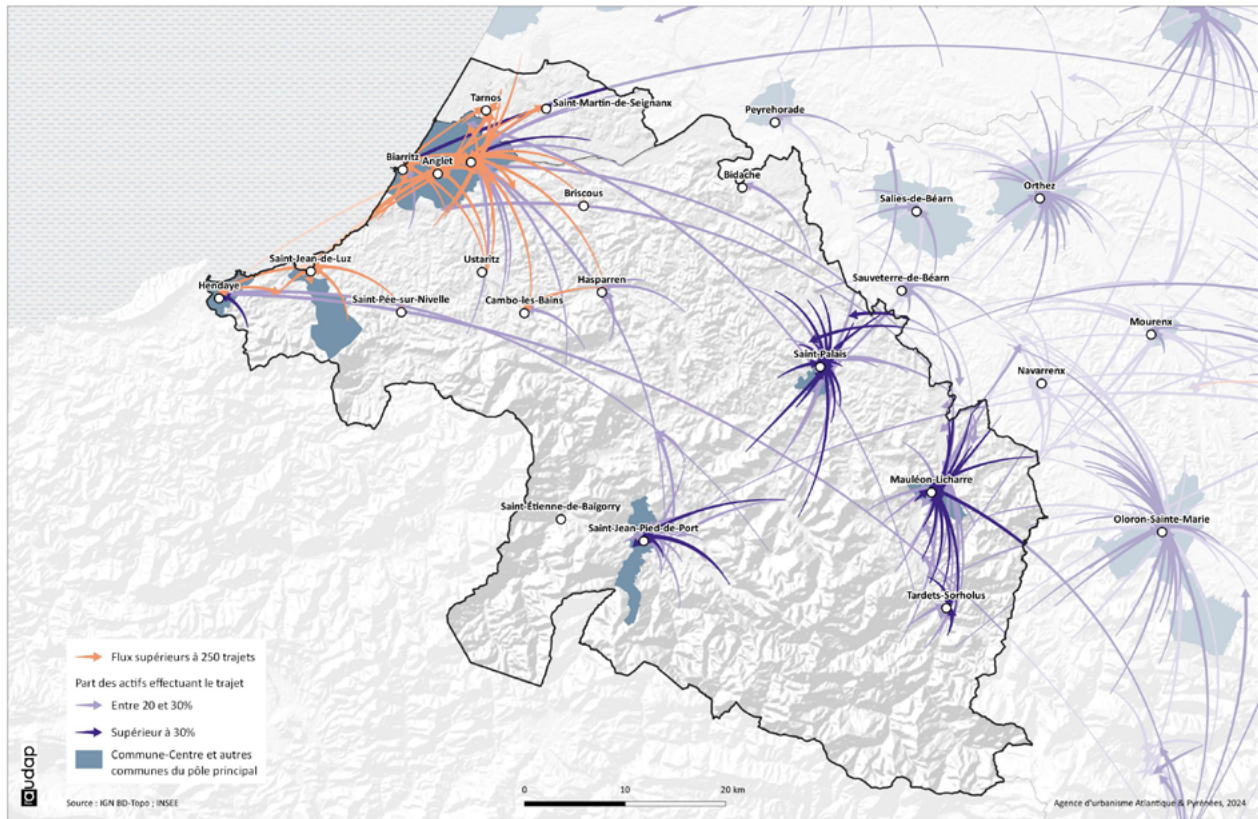 Tarnos
Saint-Martin-de-Seignanx
Peyrehorade
Biarritz
Anglet
Bidache
Orthez
Briscous
Salies-de-Béarn
Saint-Jean-de-Luz
Ustaritz
Hendaye
Hasparren
Sauveterre-de-Béarn
Saint-Pée-sur-Nivelle
Cambo-les-Bains
Mourenx
Saint-Palais
Navarrenx
Mauléon-Licharre
Saint-Étienne-de-Baïgorry
Saint-Jean-Pied-de-Port
Oloron-Sainte-Marie
Tardets-Sorholus
Flux supérieurs à 250 trajets
Part des actifs effectuant le trajet
Entre 20 et 30%
Supérieur à 30%
Commune-Centre et autres
communes du pôle principal
audap
Source : IGN BD-Topo ; INSEE
0 10 20 km
Agence d'urbanisme Atlantique & Pyrénées, 2024